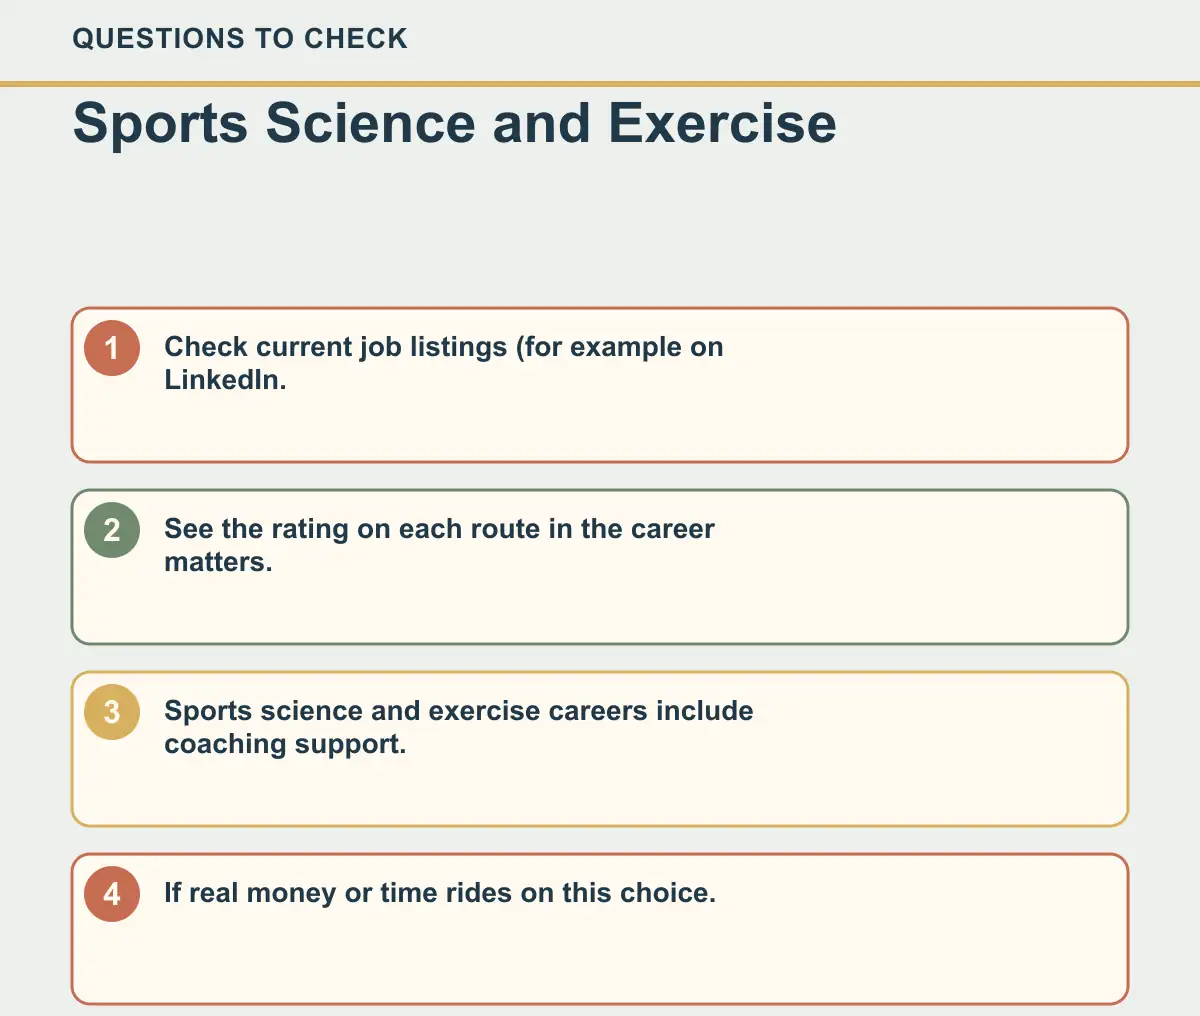 QUESTIONS TO CHECK
Sports Science and Exercise
1
Check current job listings (for example on
LinkedIn.
2
See the rating on each route in the career
matters.
3
Sports science and exercise careers include
coaching support.
4
If real money or time rides on this choice.